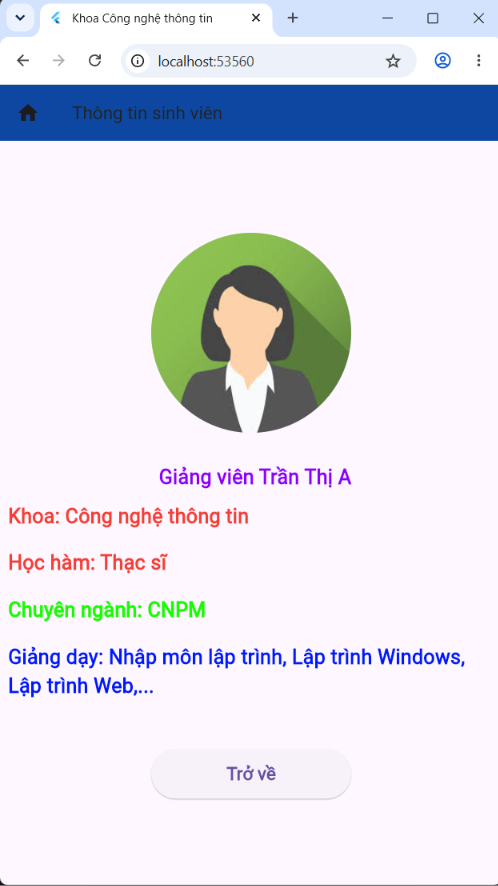 Khoa Công nghệ thông tin
localhost:53560
Thông tin sinh viên
Giảng viên Trần Thị A
Khoa: Công nghệ thông tin
Học hàm: Thạc sĩ
Chuyên ngành: CNPM
Giảng dạy: Nhập môn lập trình, Lập trình Windows,
Lập trình Web,...
Trở về